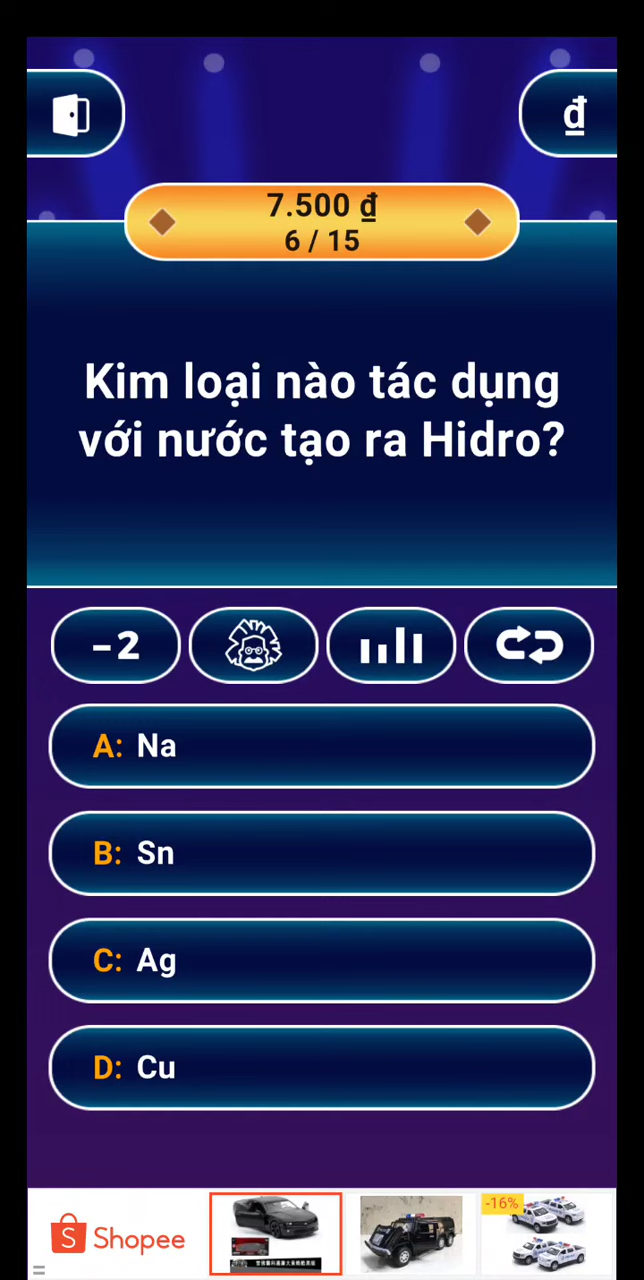 ₫
7.500 ₫
6 / 15
Kim loại nào tác dụng
với nước tạo ra Hidro?
-2
A: Na
B: Sn
C: Ag
D: Cu
Shopee
-16%